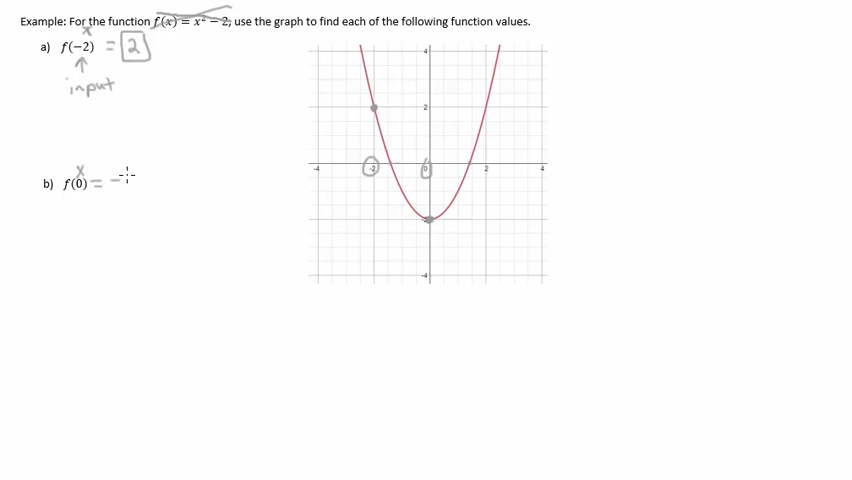 Example: For the function f(x) = x² − 2, use the graph to find each of the following function values.
x
a) f(−2) = 2
input
x
b) f(0) = −
4
2
-4 -2 0 2 4
-4